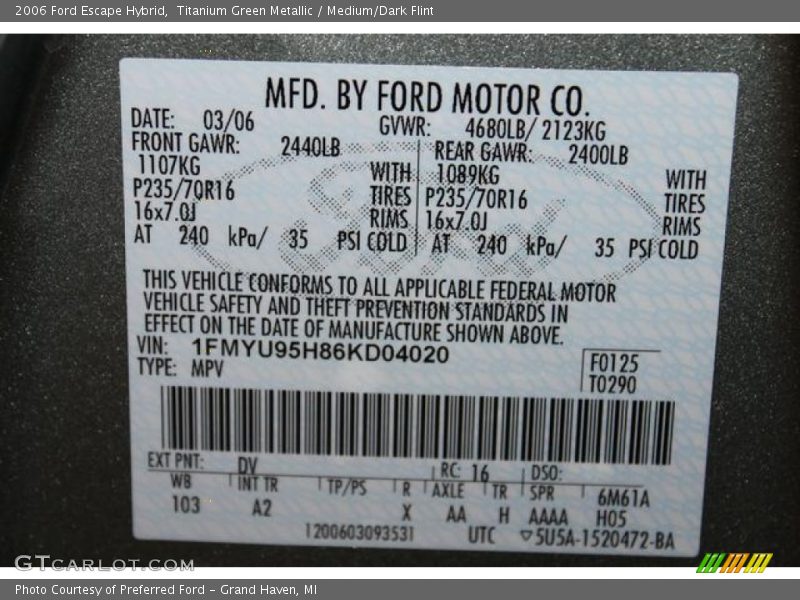 2006 Ford Escape Hybrid, Titanium Green Metallic / Medium/Dark Flint
MFD. BY FORD MOTOR CO.
DATE: 03/06 GVWR: 4680LB/ 2123KG
FRONT GAWR: 2440LB REAR GAWR: 2400LB
1107KG WITH 1089KG WITH
P235/70R16 TIRES P235/70R16 TIRES
16x7.0J RIMS 16x7.0J RIMS
AT 240 kPa/ 35 PSI COLD AT 240 kPa/ 35 PSI COLD
Ford
THIS VEHICLE CONFORMS TO ALL APPLICABLE FEDERAL MOTOR
VEHICLE SAFETY AND THEFT PREVENTION STANDARDS IN
EFFECT ON THE DATE OF MANUFACTURE SHOWN ABOVE.
VIN: 1FMYU95H86KD04020
TYPE: MPV
F0125
T0290
EXT PNT: DV RC: 16 DSO:
WB INT TR TP/PS R AXLE TR SPR 6M61A
103 A2 X AA H AAAA H05
1200603093531 UTC ▽5U5A-1520472-BA
GTCARLOT.COM
Photo Courtesy of Preferred Ford - Grand Haven, MI